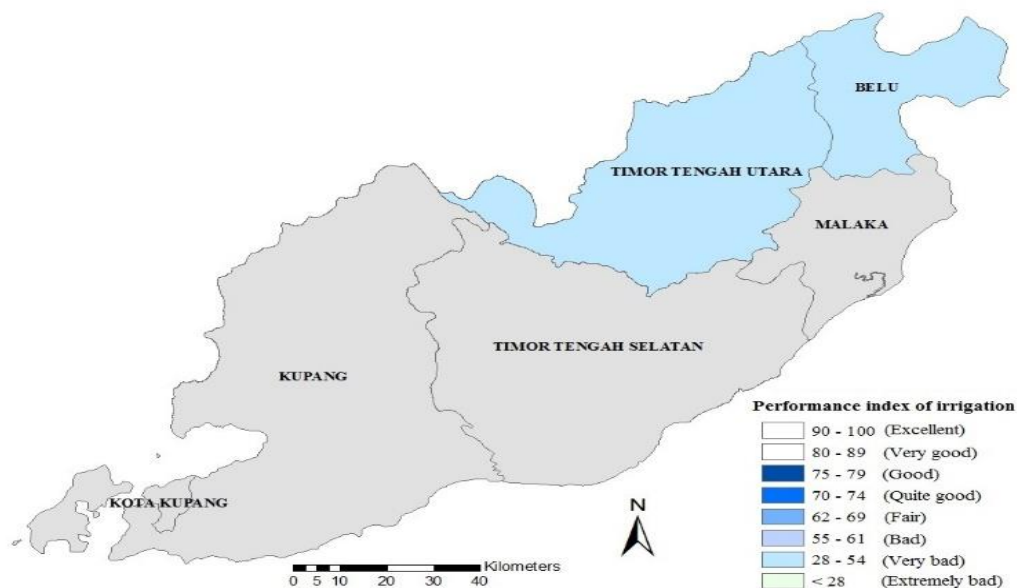 BELU
TIMOR TENGAH UTARA
MALAKA
TIMOR TENGAH SELATAN
KUPANG
KOTA KUPANG
Performance index of irrigation
90 - 100 (Excellent)
80 - 89 (Very good)
75 - 79 (Good)
70 - 74 (Quite good)
62 - 69 (Fair)
55 - 61 (Bad)
28 - 54 (Very bad)
< 28 (Extremely bad)
N
Kilometers
0 5 10 20 30 40